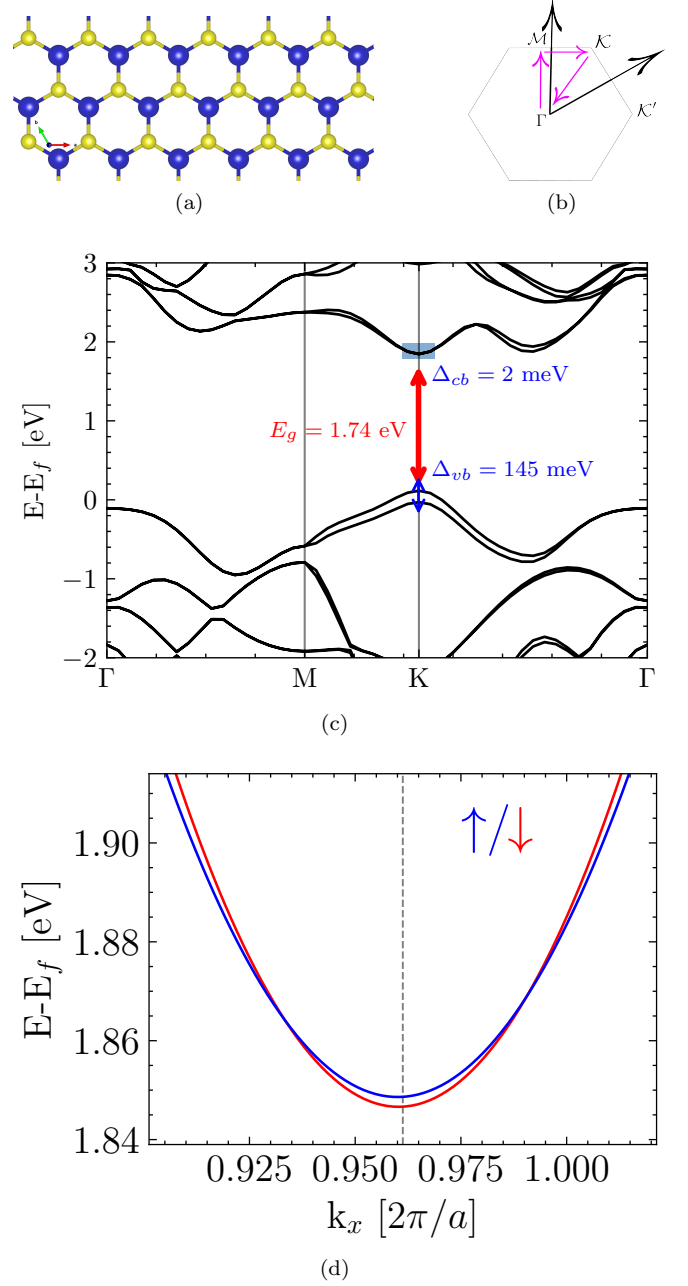 ℳ
𝒦
Γ
𝒦′
(a)
(b)
3
2
1
0
−1
−2
E-E_f [eV]
Δ_cb = 2 meV
E_g = 1.74 eV
Δ_vb = 145 meV
Γ
M
K
Γ
(c)
1.90
1.88
1.86
1.84
E-E_f [eV]
↑/↓
0.925
0.950
0.975
1.000
k_x [2π/a]
(d)